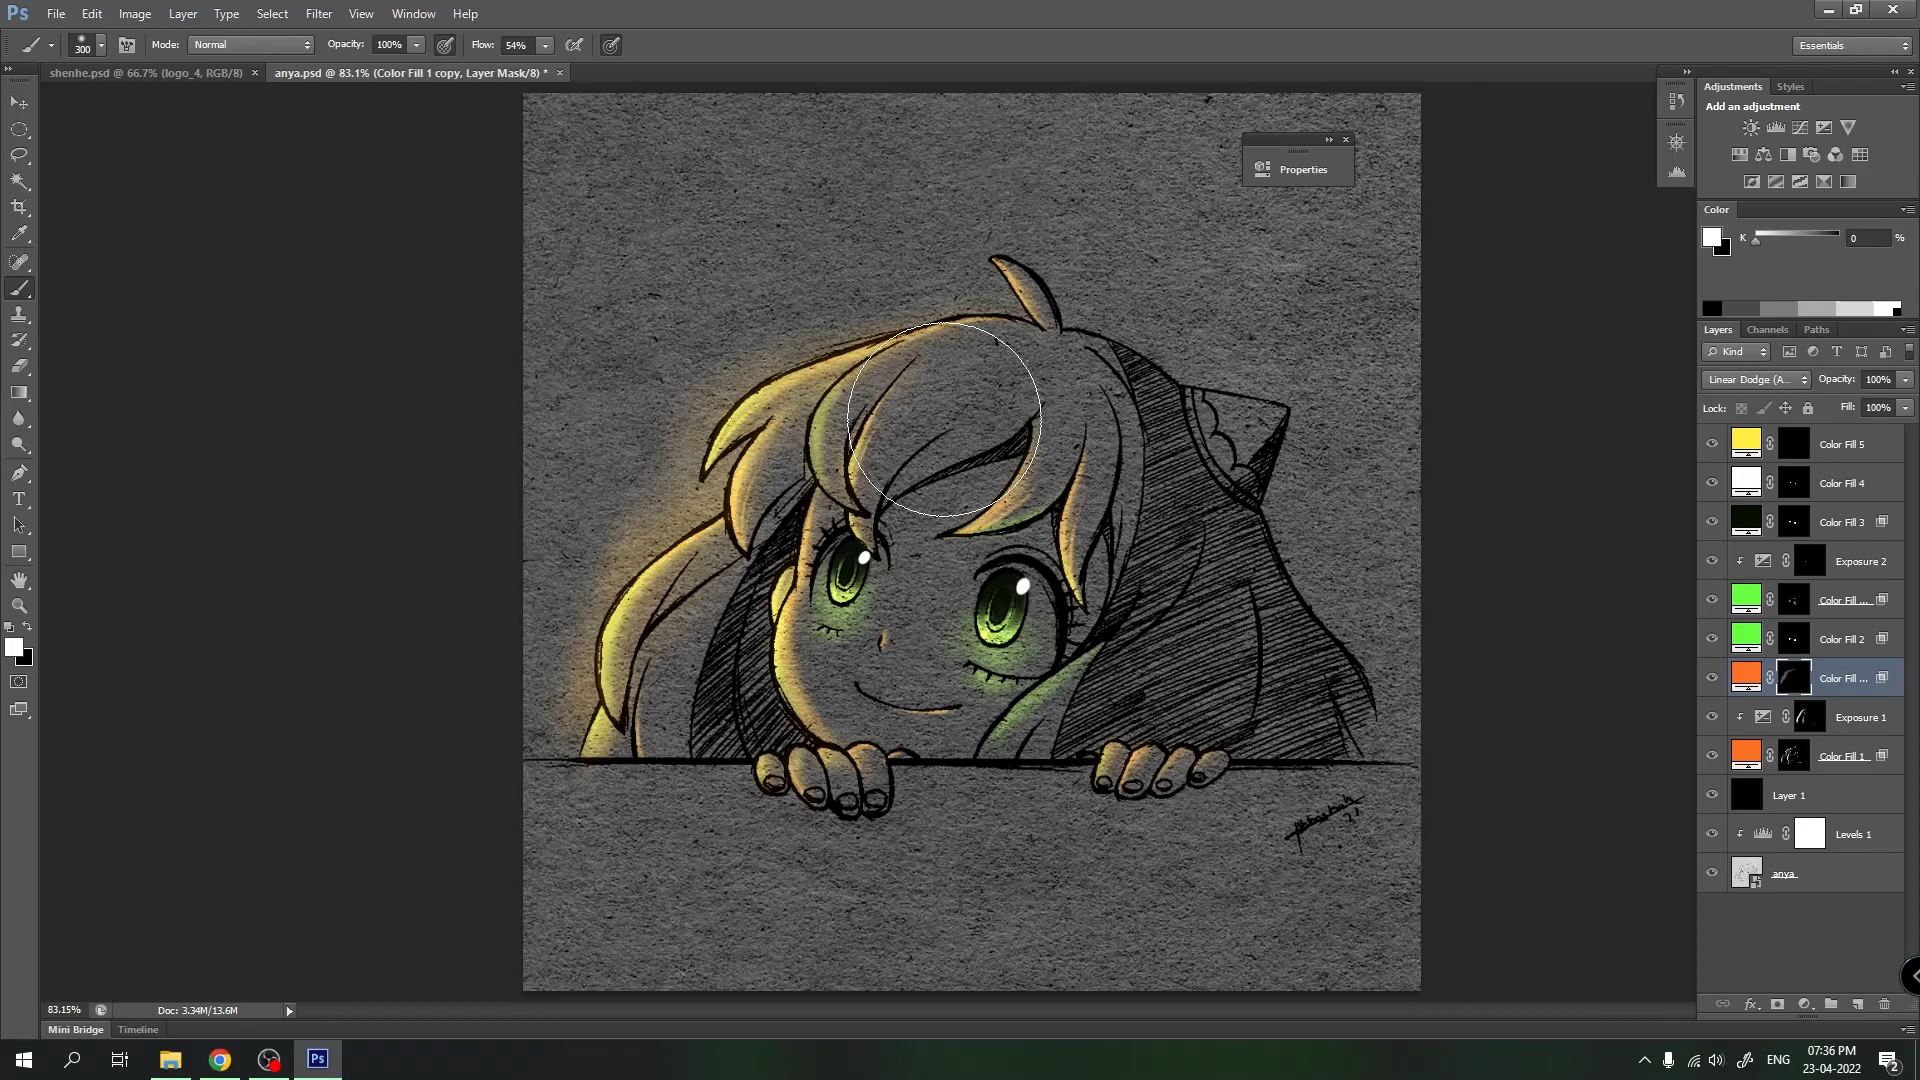 Ps File Edit Image Layer Type Select Filter View Window Help
300 Mode: Normal Opacity: 100% Flow: 54% Essentials
shenhe.psd @ 66.7% (logo_4, RGB/8) × anya.psd @ 83.1% (Color Fill 1 copy, Layer Mask/8) * ×
Adjustments Styles
Add an adjustment
Properties
Color
K 0 %
Layers Channels Paths
Kind
Linear Dodge (A... Opacity: 100%
Lock: Fill: 100%
Color Fill 5
Color Fill 4
Color Fill 3
Exposure 2
Color Fill ...
Color Fill 2
Color Fill ...
Exposure 1
Color Fill 1
Layer 1
Levels 1
anya
83.15% Doc: 3.34M/13.6M
Mini Bridge Timeline
Ps ENG 07:36 PM
23-04-2022 2